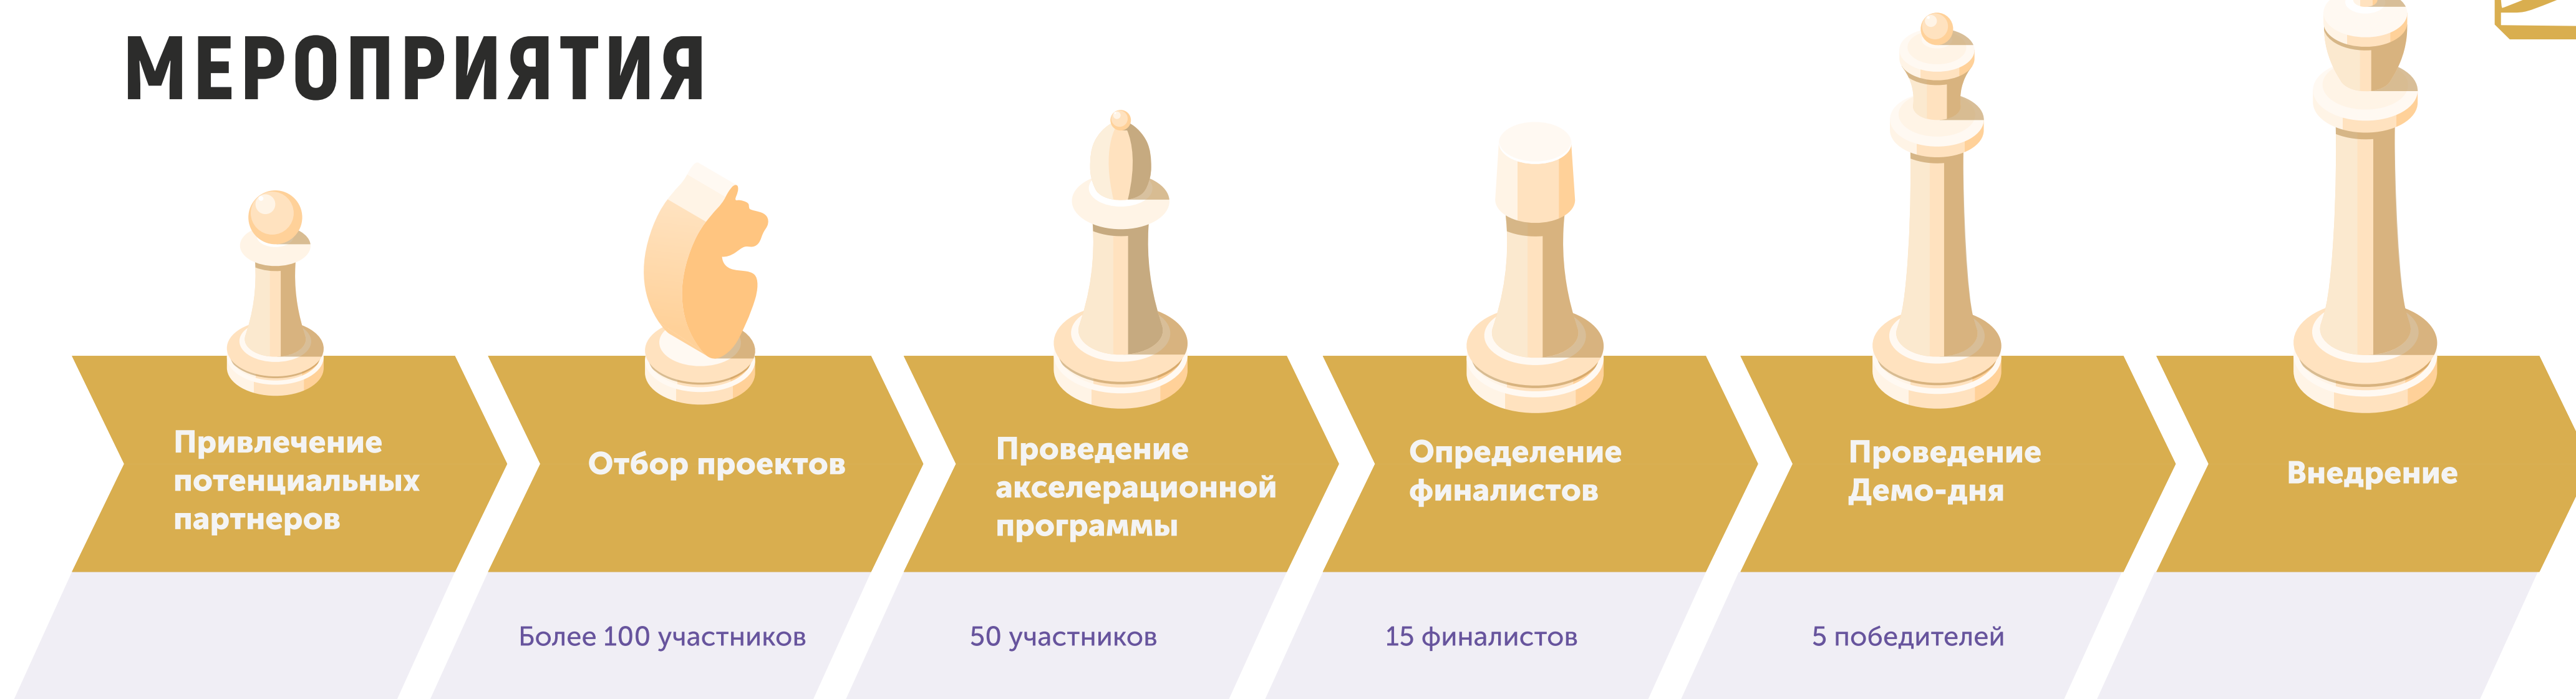 МЕРОПРИЯТИЯ
Привлечение
потенциальных
партнеров
Отбор проектов
Более 100 участников
Проведение
акселерационной
программы
50 участников
Определение
финалистов
15 финалистов
Проведение
Демо-дня
5 победителей
Внедрение